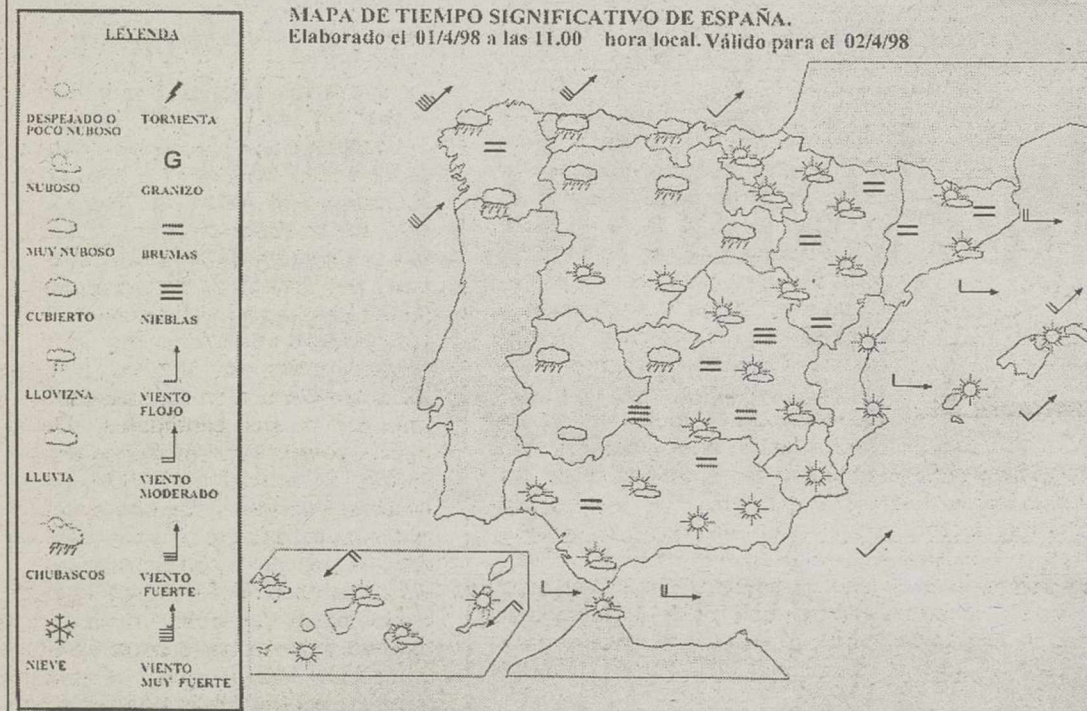 MAPA DE TIEMPO SIGNIFICATIVO DE ESPAÑA.
Elaborado el 01/4/98 a las 11.00 hora local. Válido para el 02/4/98
LEYENDA
DESPEJADO O
POCO NUBOSO
TORMENTA
G
NUBOSO
GRANIZO
MUY NUBOSO
BRUMAS
CUBIERTO
NIEBLAS
LLOVIZNA
VIENTO
FLOJO
LLUVIA
VIENTO
MODERADO
CHUBASCOS
VIENTO
FUERTE
NIEVE
VIENTO
MUY FUERTE